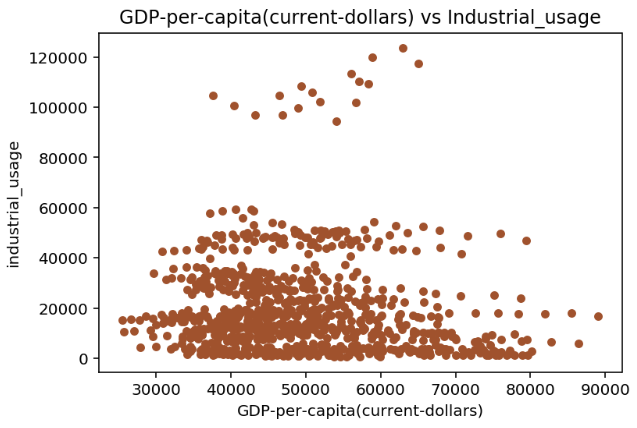 GDP-per-capita(current-dollars) vs Industrial_usage
120000
100000
80000
60000
40000
20000
0
industrial_usage
30000 40000 50000 60000 70000 80000 90000
GDP-per-capita(current-dollars)